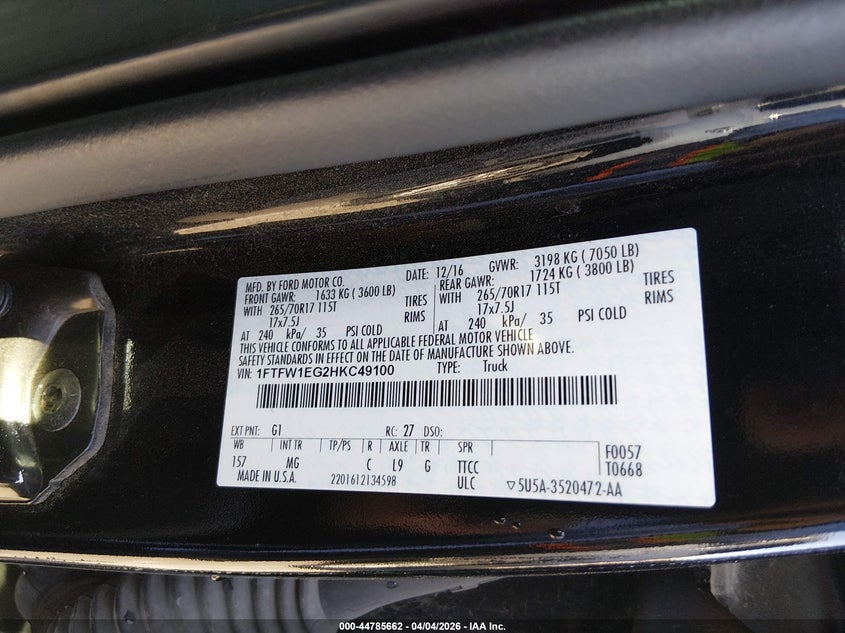 MFD. BY FORD MOTOR CO.
DATE: 12/16 GVWR: 3198 KG ( 7050 LB)
FRONT GAWR: 1633 KG ( 3600 LB)
REAR GAWR: 1724 KG ( 3800 LB)
WITH 265/70R17 115T TIRES
WITH 265/70R17 115T TIRES
17x7.5J RIMS
17x7.5J RIMS
AT 240 kPa/ 35 PSI COLD
AT 240 kPa/ 35 PSI COLD
THIS VEHICLE CONFORMS TO ALL APPLICABLE FEDERAL MOTOR VEHICLE
SAFETY STANDARDS IN EFFECT ON THE DATE OF MANUFACTURE SHOWN ABOVE.
VIN: 1FTFW1EG2HKC49100 TYPE: Truck
EXT PNT: G1 RC: 27 DSO:
WB INT TR TP/PS R AXLE TR SPR F0057
157 MG C L9 G TTCC T0668
MADE IN U.S.A. 2201612134598 ULC ▽5U5A-3520472-AA
000-44785662 - 04/04/2026 - IAA Inc.